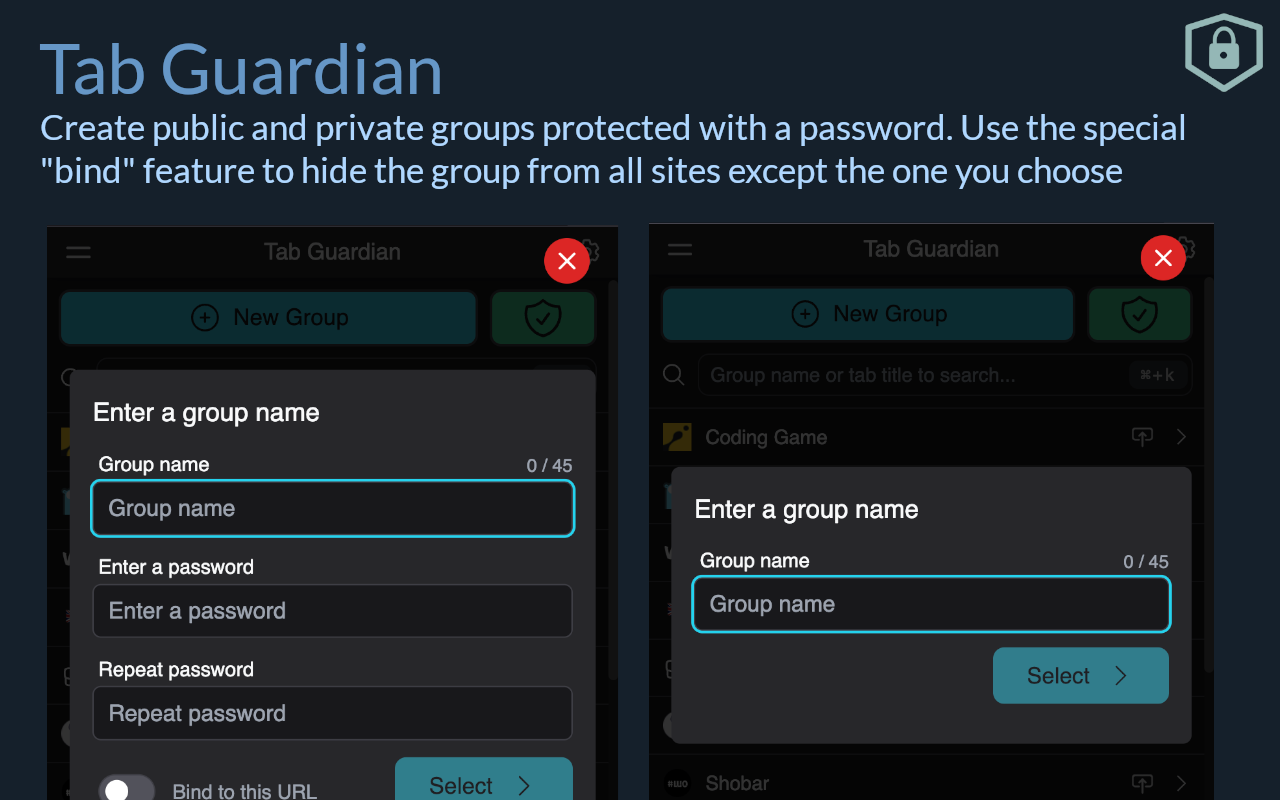 Tab Guardian
Create public and private groups protected with a password. Use the special
"bind" feature to hide the group from all sites except the one you choose
Tab Guardian
New Group
Enter a group name
Group name
0 / 45
Group name
Enter a password
Enter a password
Repeat password
Repeat password
Bind to this URL
Select
Tab Guardian
New Group
Group name or tab title to search...
⌘+k
Coding Game
Enter a group name
Group name
0 / 45
Group name
Select
#WO
Shobar